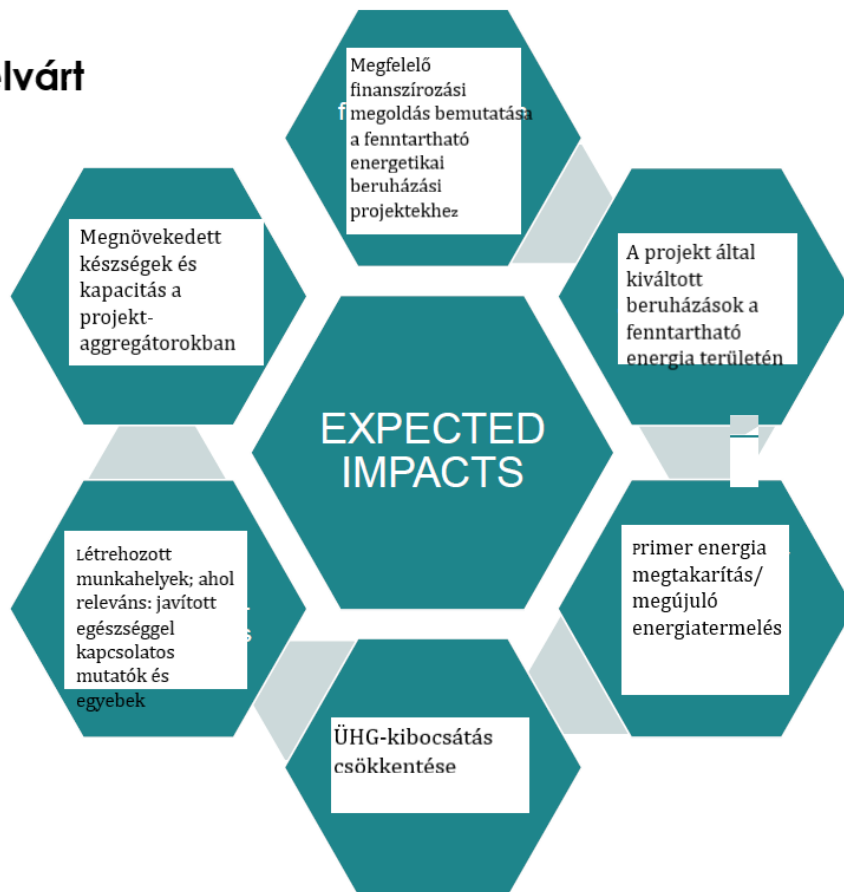 elvárt
Megfelelő
finanszírozási
megoldás bemutatása
a fenntartható
energetikai
beruházási
projektekhez
Megnövekedett
készségek és
kapacitás a
projekt-
aggregátorokban
A projekt által
kiváltott
beruházások a
fenntartható
energia területén
EXPECTED
IMPACTS
Létrehozott
munkahelyek; ahol
releváns: javított
egészséggel
kapcsolatos
mutatók és
egyebek
Primer energia
megtakarítás/
megújuló
energiatermelés
ÜHG-kibocsátás
csökkentése